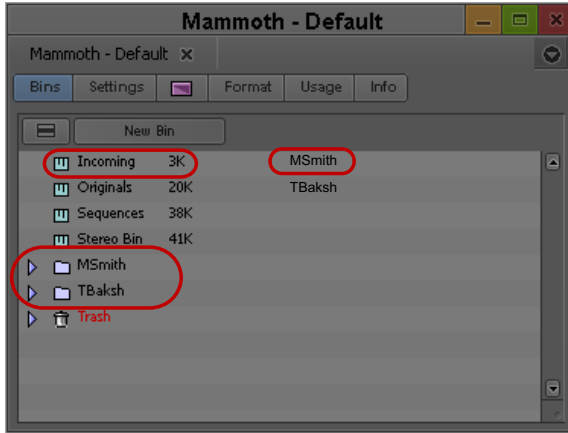 Mammoth - Default
Mammoth - Default
Bins Settings Format Usage Info
New Bin
Incoming 3K MSmith
Originals 20K TBaksh
Sequences 38K
Stereo Bin 41K
MSmith
TBaksh
Trash